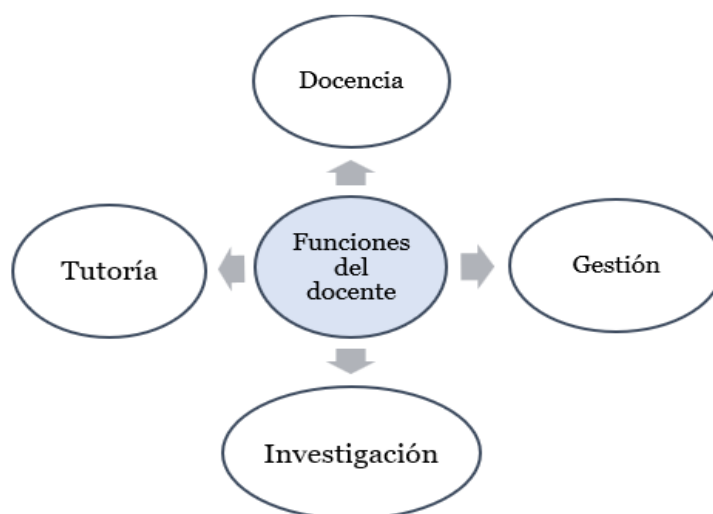 Docencia
Tutoría
Funciones
del
docente
Gestión
Investigación